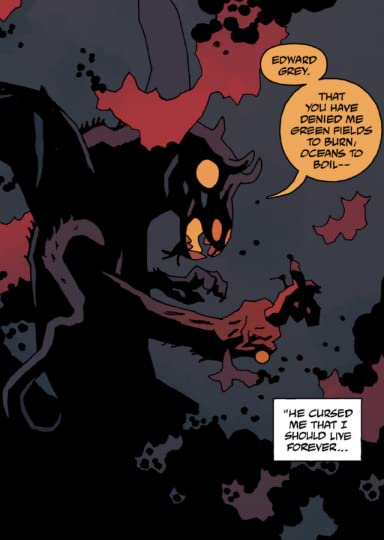 EDWARD
GREY.
THAT
YOU HAVE
DENIED ME
GREEN FIELDS
TO BURN,
OCEANS TO
BOIL--
"HE CURSED
ME THAT I
SHOULD LIVE
FOREVER...